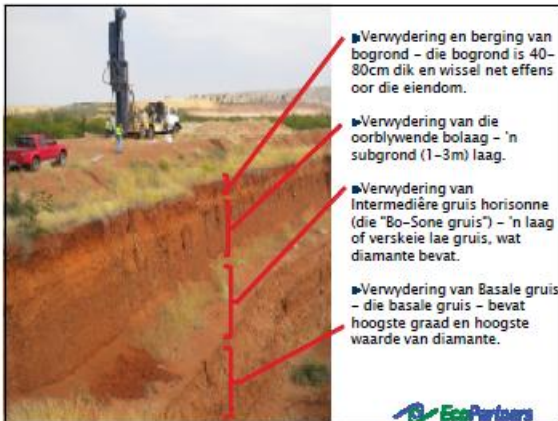 Verwydering en berging van
bogrond – die bogrond is 40-
80cm dik en wissel net effens
oor die eiendom.
Verwydering van die
oorblywende bolaag – 'n
subgrond (1-3m) laag.
Verwydering van
Intermediêre gruis horisonne
(die "Bo-Sone gruis") – 'n laag
of verskeie lae gruis, wat
diamante bevat.
Verwydering van Basale gruis
– die basale gruis – bevat
hoogste graad en hoogste
waarde van diamante.
EcoPartners